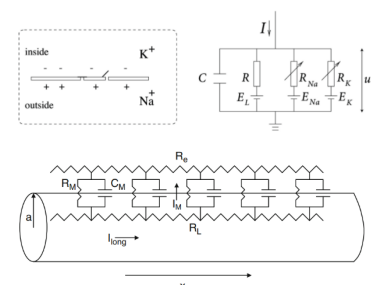 inside
K+
- - - -
+ + + +
outside
Na+
I
C
R
R_Na
R_K
u
E_L
E_Na
E_K
R_e
R_M
C_M
a
I_M
I_long
R_L